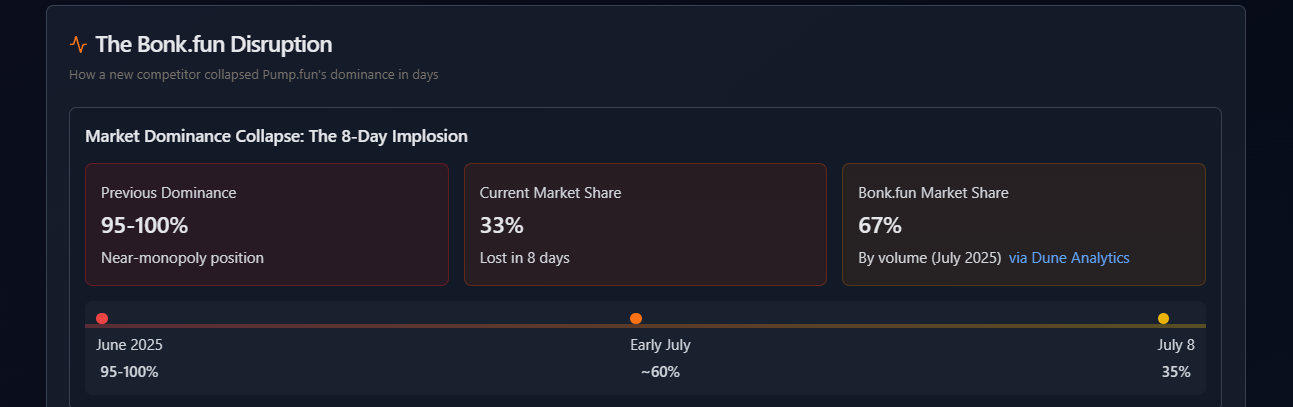 The Bonk.fun Disruption
How a new competitor collapsed Pump.fun's dominance in days
Market Dominance Collapse: The 8-Day Implosion
Previous Dominance
95-100%
Near-monopoly position
Current Market Share
33%
Lost in 8 days
Bonk.fun Market Share
67%
By volume (July 2025) via Dune Analytics
June 2025
95-100%
Early July
~60%
July 8
35%